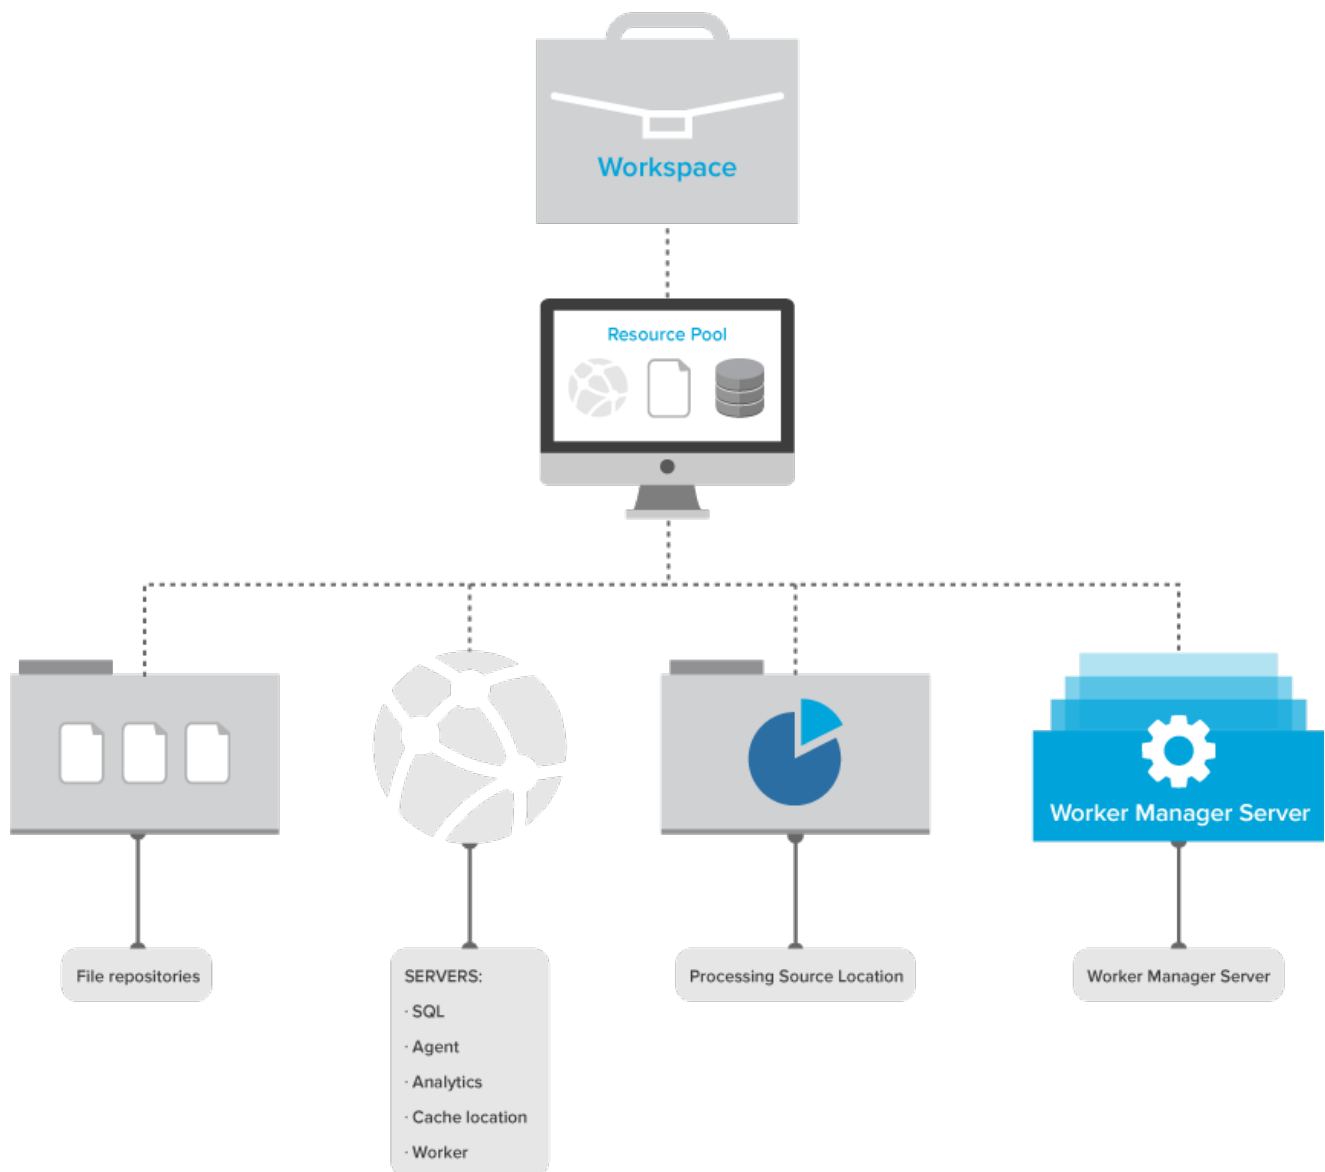 Workspace
Resource Pool
Worker Manager Server
File repositories
SERVERS:
· SQL
· Agent
· Analytics
· Cache location
· Worker
Processing Source Location
Worker Manager Server